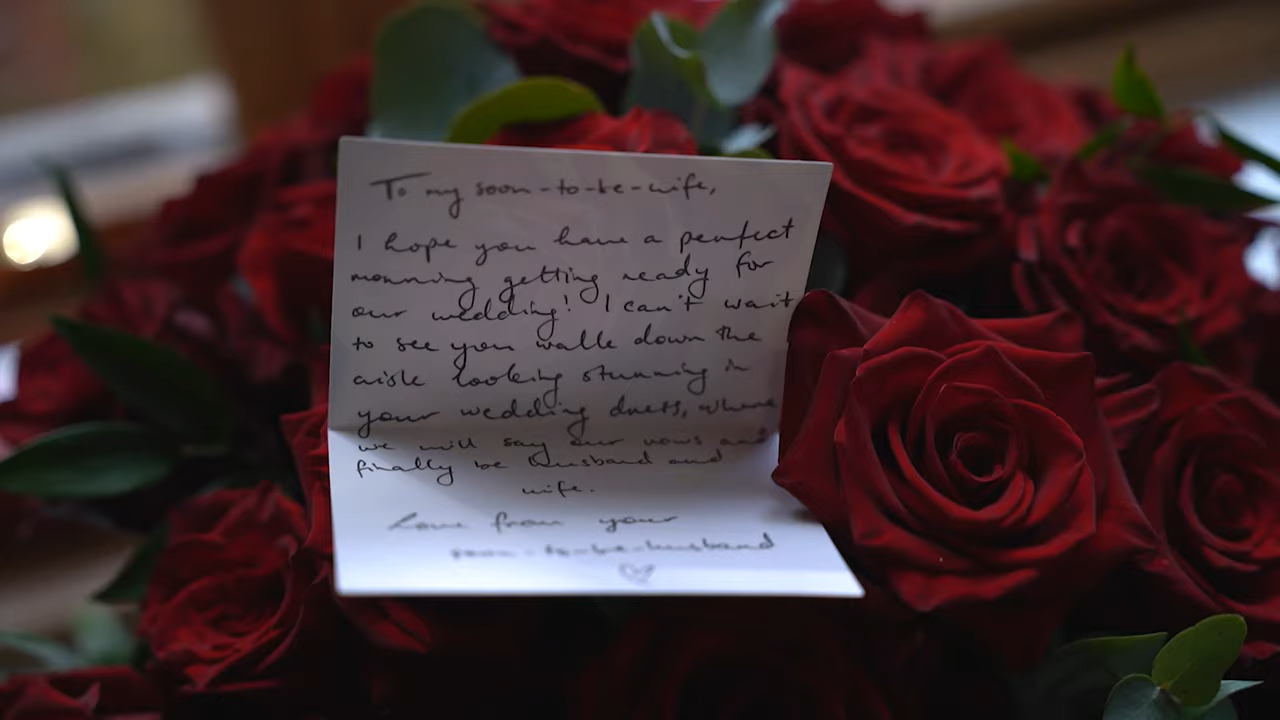 To my soon-to-be-wife,
I hope you have a perfect
morning getting ready for
our wedding! I can't wait
to see you walk down the
aisle looking stunning in
your wedding dress, where
we will say our vows and
finally be husband and
wife.
Love from your
soon-to-be-husband